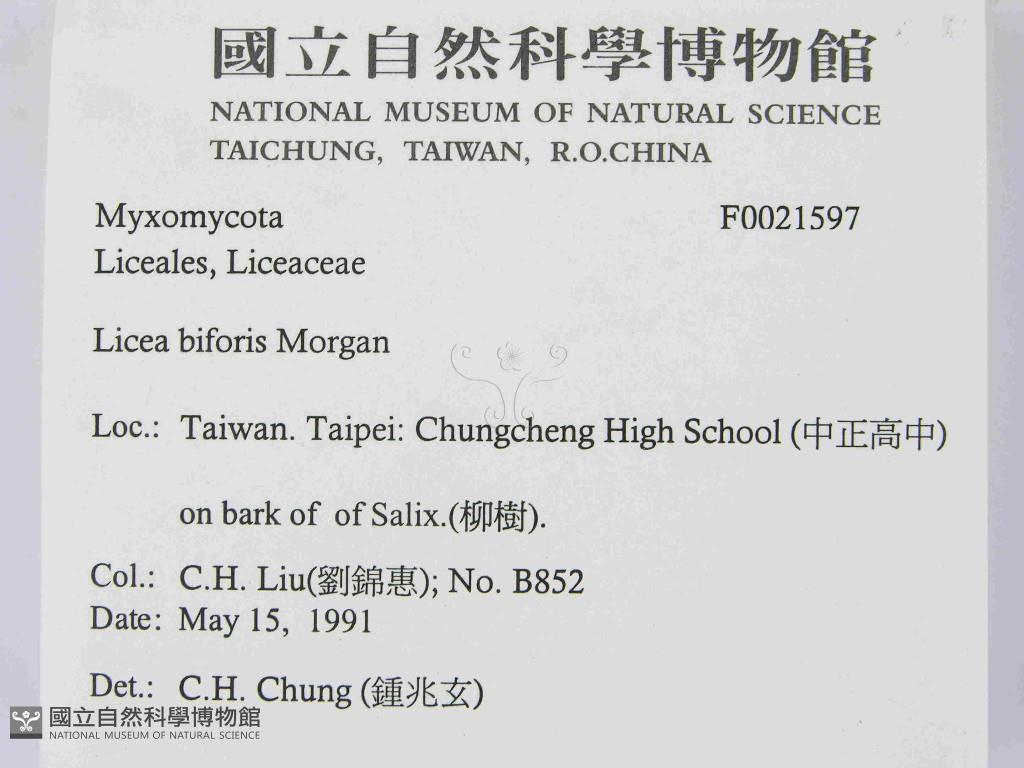 國立自然科學博物館
NATIONAL MUSEUM OF NATURAL SCIENCE
TAICHUNG, TAIWAN, R.O.CHINA
Myxomycota F0021597
Liceales, Liceaceae
Licea biforis Morgan
Loc.: Taiwan. Taipei: Chungcheng High School (中正高中)
on bark of of Salix.(柳樹).
Col.: C.H. Liu(劉錦惠); No. B852
Date: May 15, 1991
Det.: C.H. Chung (鍾兆玄)
國立自然科學博物館
NATIONAL MUSEUM OF NATURAL SCIENCE